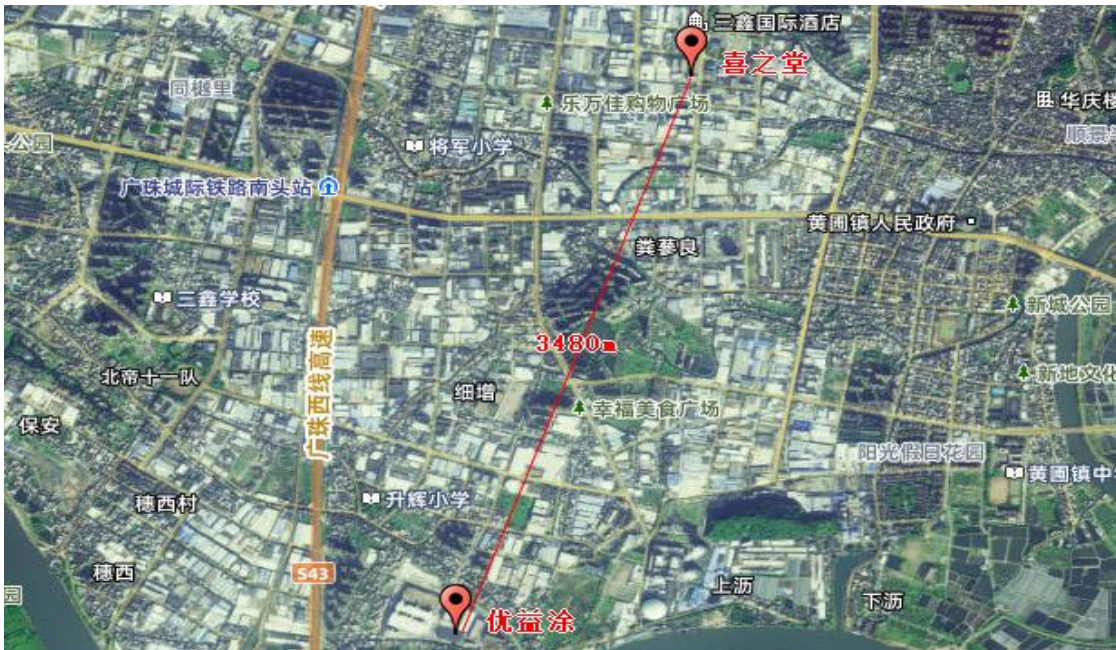 三鑫国际酒店
喜之堂
同樾里
乐万佳购物广场
华庆楼
公园
将军小学
顺景
广珠城际铁路南头站
黄圃镇人民政府
粪萝良
三鑫学校
新城公园
3480m
广珠西线高速
北帝十一队
细增
新地文化
幸福美食广场
保安
阳光假日花园
升辉小学
黄圃镇中
穗西村
穗西
S43
上沥
园
下沥
优益涂